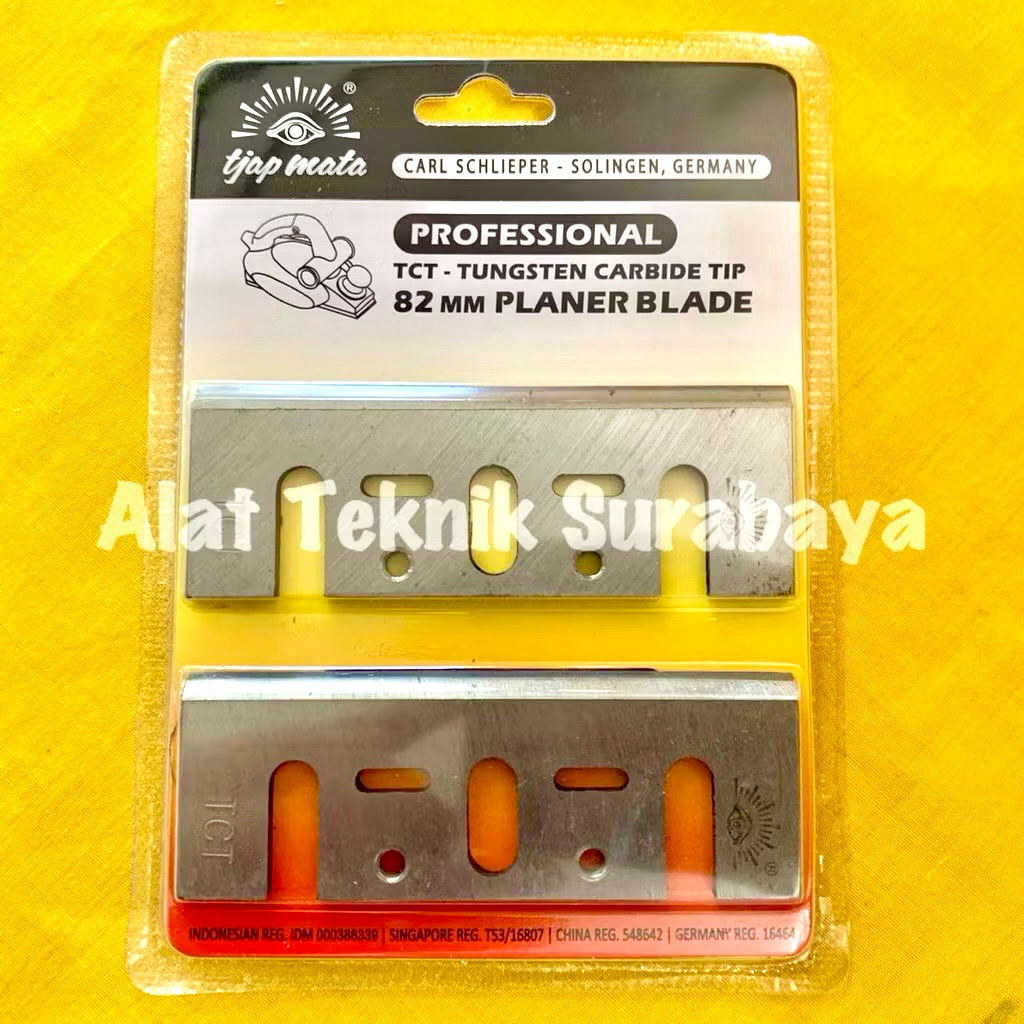 tjap mata ®
CARL SCHLIEPER - SOLINGEN, GERMANY
PROFESSIONAL
TCT - TUNGSTEN CARBIDE TIP
82 MM PLANER BLADE
Alat Teknik Surabaya
TCT
®
INDONESIAN REG. IDM 000386339 | SINGAPORE REG. T53/16807 | CHINA REG. 548642 | GERMANY REG. 16464